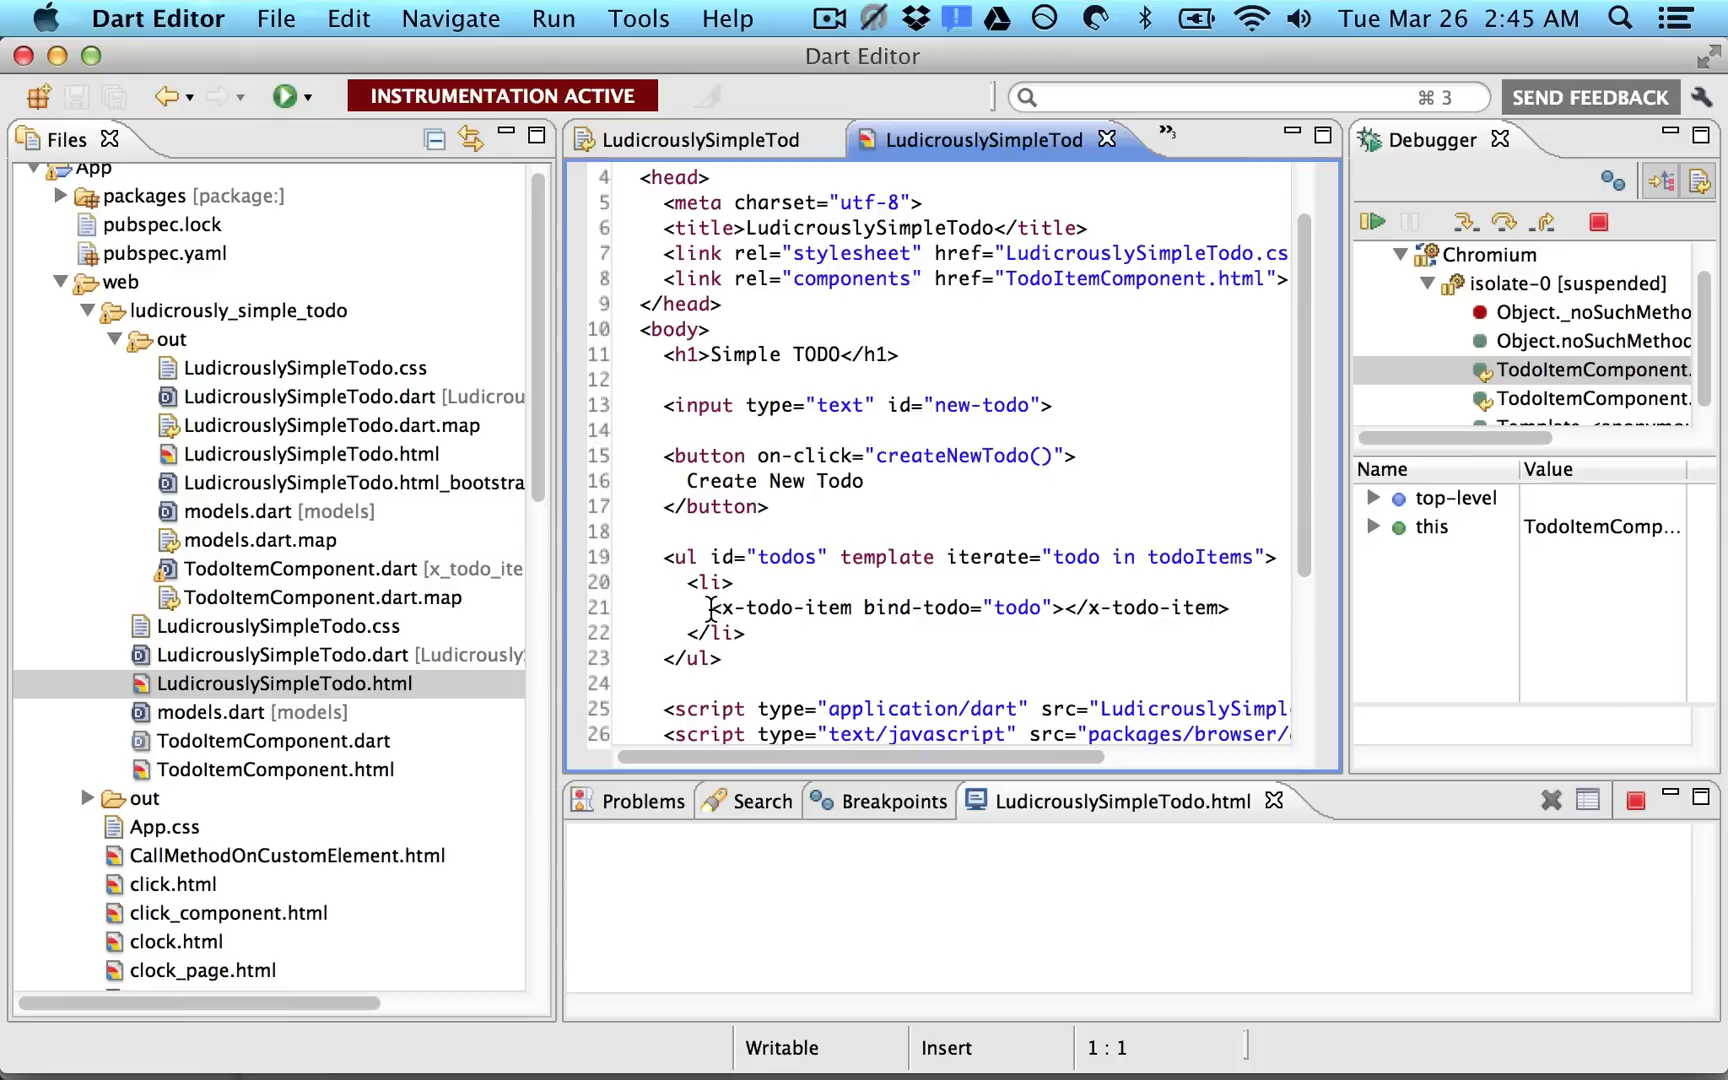 Dart Editor File Edit Navigate Run Tools Help Tue Mar 26 2:45 AM
Dart Editor
INSTRUMENTATION ACTIVE
⌘ 3
SEND FEEDBACK
Files
App
packages [package:]
pubspec.lock
pubspec.yaml
web
ludicrously_simple_todo
out
LudicrouslySimpleTodo.css
LudicrouslySimpleTodo.dart [Ludicrou
LudicrouslySimpleTodo.dart.map
LudicrouslySimpleTodo.html
LudicrouslySimpleTodo.html_bootstra
models.dart [models]
models.dart.map
TodoItemComponent.dart [x_todo_ite
TodoItemComponent.dart.map
LudicrouslySimpleTodo.css
LudicrouslySimpleTodo.dart [Ludicrously
LudicrouslySimpleTodo.html
models.dart [models]
TodoItemComponent.dart
TodoItemComponent.html
out
App.css
CallMethodOnCustomElement.html
click.html
click_component.html
clock.html
clock_page.html
LudicrouslySimpleTod
LudicrouslySimpleTod
»3
4 <head>
5 <meta charset="utf-8">
6 <title>LudicrouslySimpleTodo</title>
7 <link rel="stylesheet" href="LudicrouslySimpleTodo.cs
8 <link rel="components" href="TodoItemComponent.html">
9 </head>
10 <body>
11 <h1>Simple TODO</h1>
12
13 <input type="text" id="new-todo">
14
15 <button on-click="createNewTodo()">
16 Create New Todo
17 </button>
18
19 <ul id="todos" template iterate="todo in todoItems">
20 <li>
21 <x-todo-item bind-todo="todo"></x-todo-item>
22 </li>
23 </ul>
24
25 <script type="application/dart" src="LudicrouslySimpl
26 <script type="text/javascript" src="packages/browser/
Debugger
Chromium
isolate-0 [suspended]
Object._noSuchMetho
Object.noSuchMethod
TodoItemComponent.
TodoItemComponent.
Name Value
top-level
this TodoItemComp...
Problems Search Breakpoints LudicrouslySimpleTodo.html
Writable Insert 1 : 1